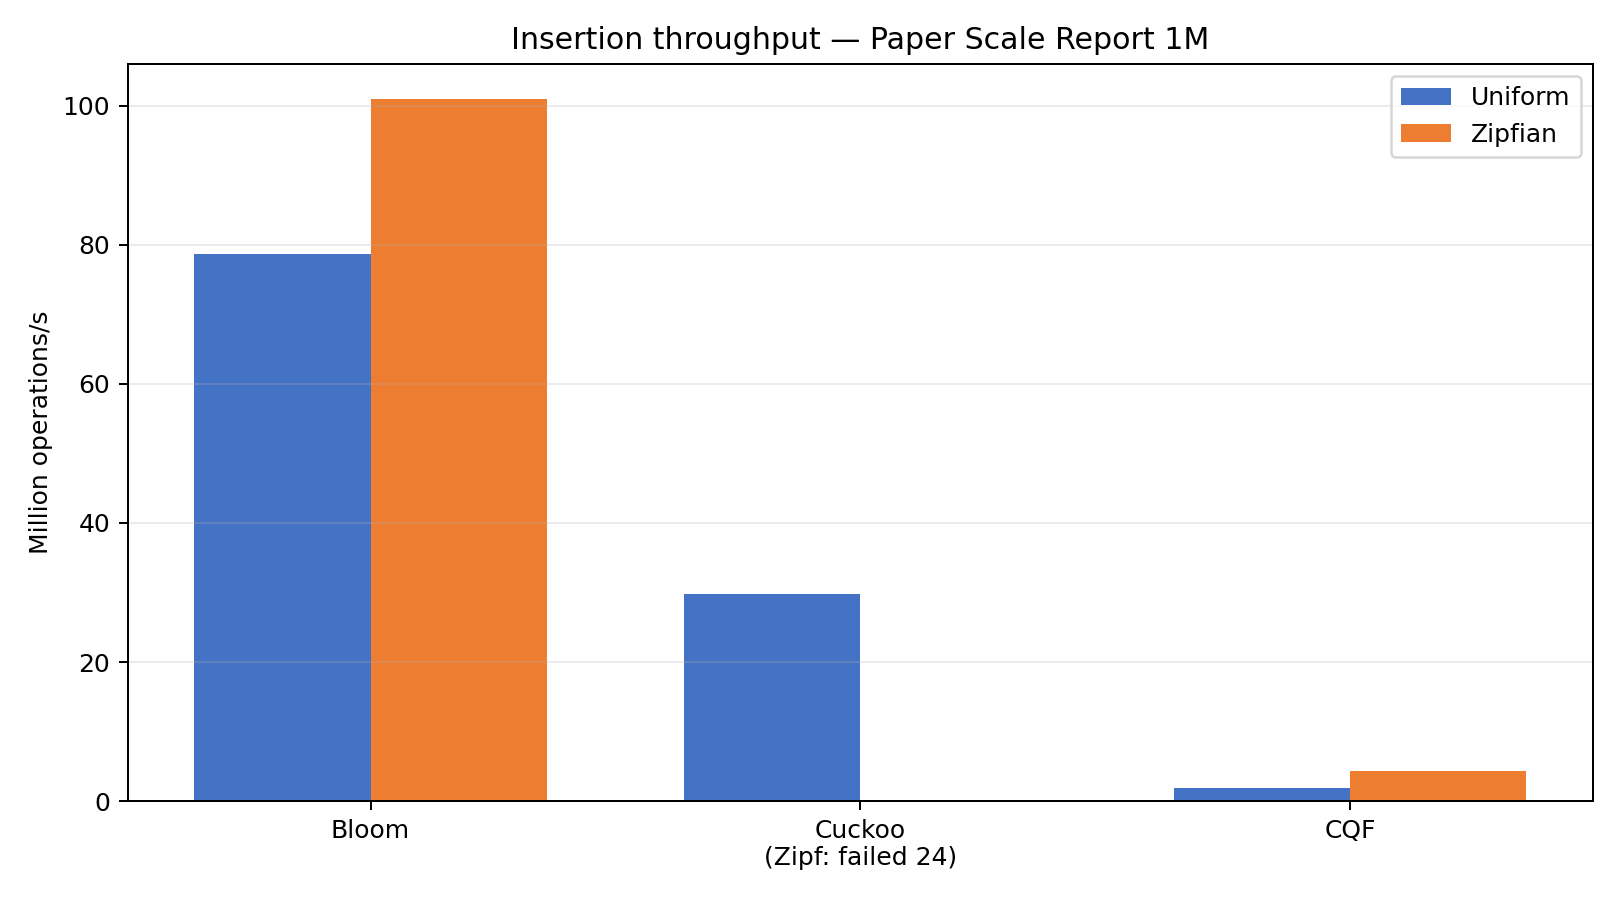 Insertion throughput — Paper Scale Report 1M
Uniform
Zipfian
Million operations/s
100
80
60
40
20
0
Bloom
Cuckoo
(Zipf: failed 24)
CQF